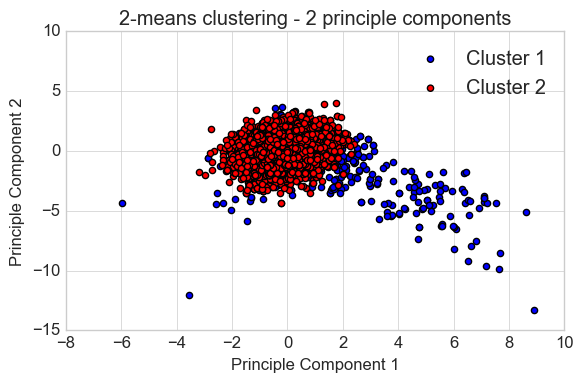 2-means clustering - 2 principle components
10
5
0
−5
−10
−15
Principle Component 2
Cluster 1
Cluster 2
−8 −6 −4 −2 0 2 4 6 8 10
Principle Component 1